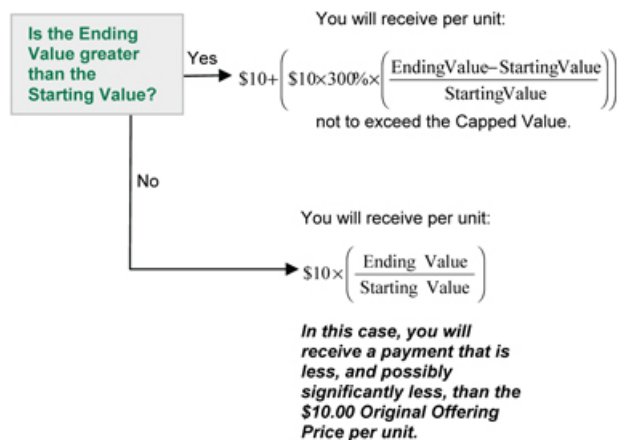 Is the Ending
Value greater
than the
Starting Value?
Yes
You will receive per unit:
$10+($10×300%×(EndingValue–StartingValue
StartingValue))
not to exceed the Capped Value.
No
You will receive per unit:
$10×(Ending Value
Starting Value)
In this case, you will
receive a payment that is
less, and possibly
significantly less, than the
$10.00 Original Offering
Price per unit.